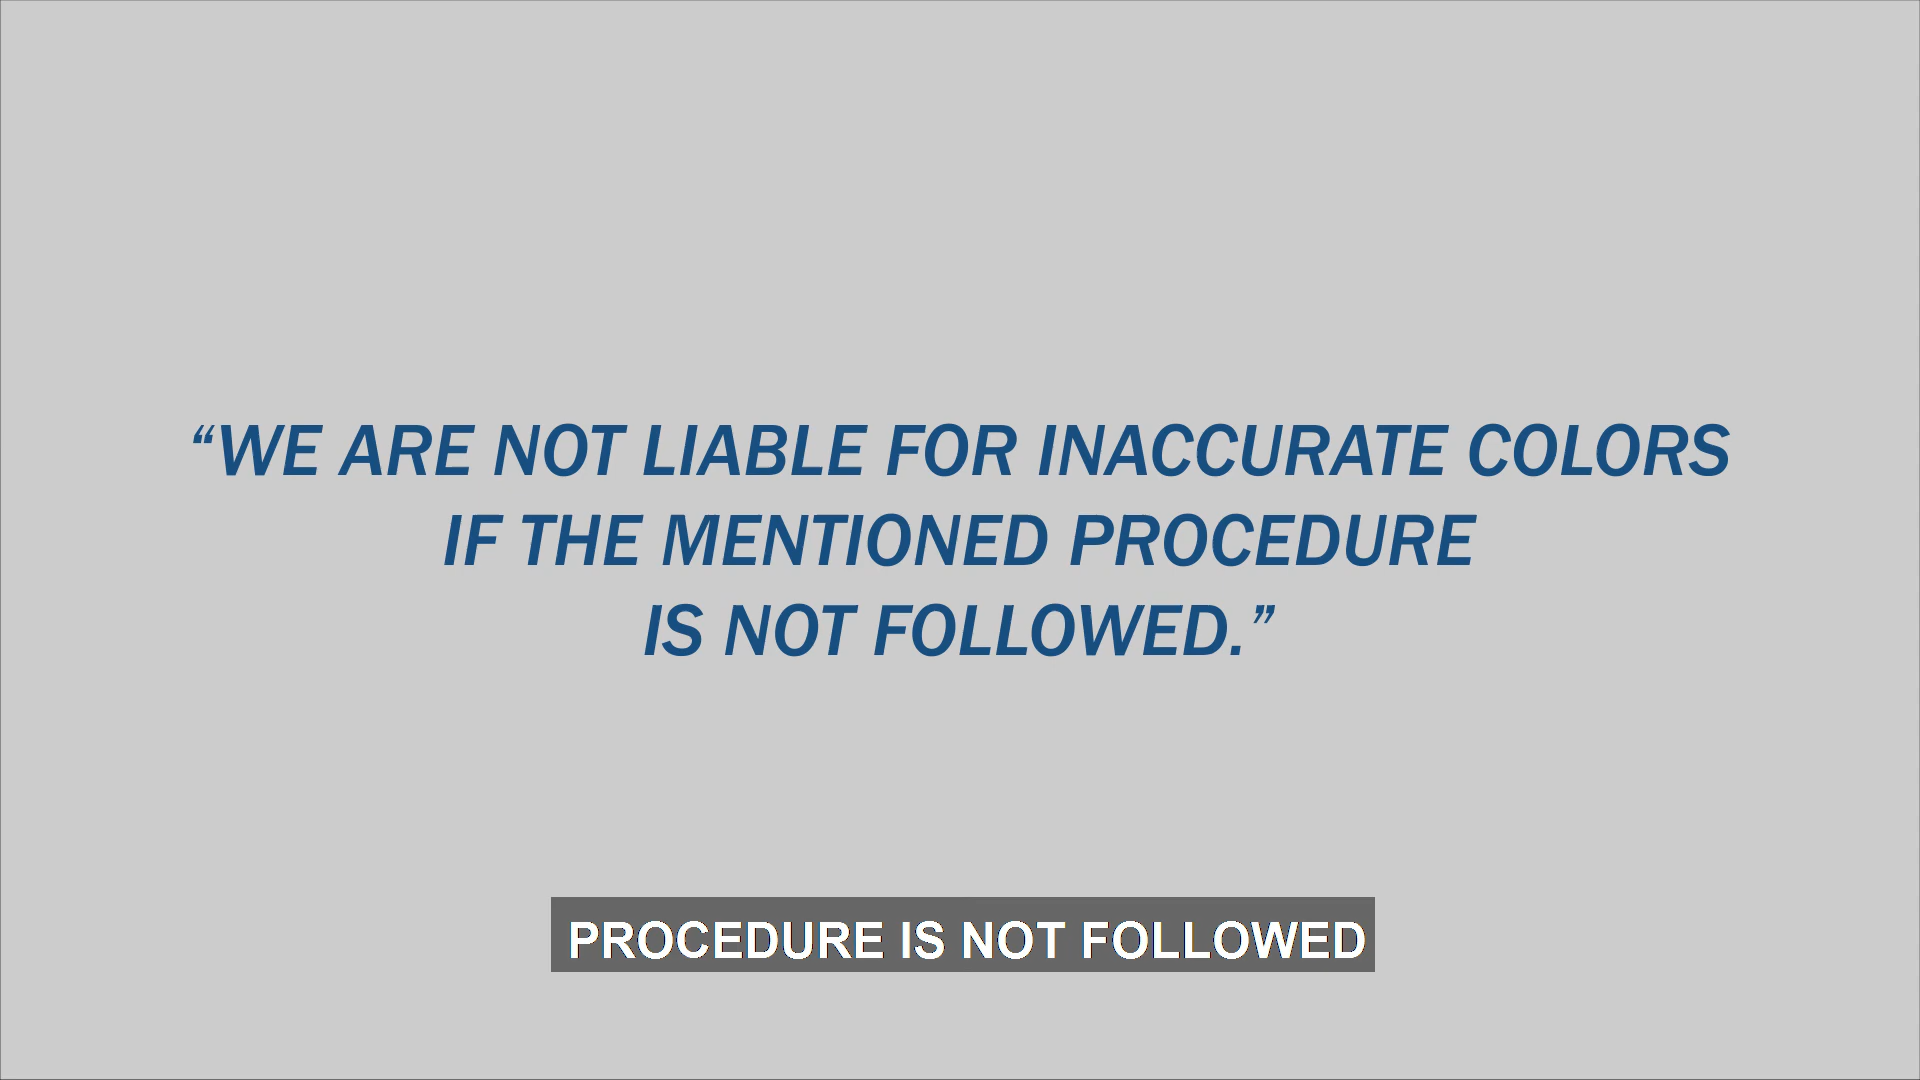 “WE ARE NOT LIABLE FOR INACCURATE COLORS
IF THE MENTIONED PROCEDURE
IS NOT FOLLOWED.”
PROCEDURE IS NOT FOLLOWED